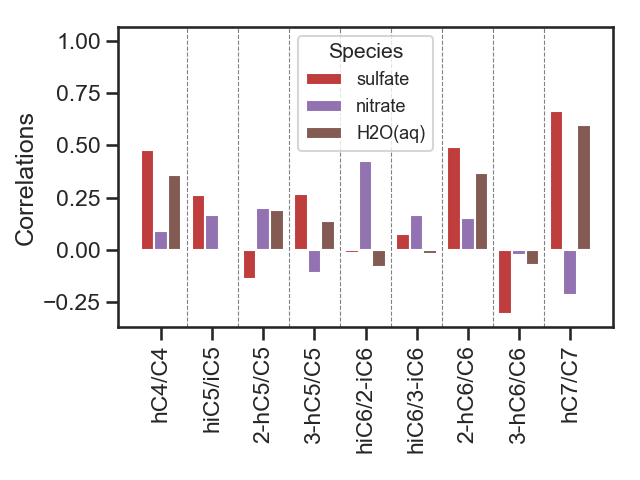 Correlations
1.00
0.75
0.50
0.25
0.00
−0.25
Species
sulfate
nitrate
H2O(aq)
hC4/C4
hiC5/iC5
2-hC5/C5
3-hC5/C5
hiC6/2-iC6
hiC6/3-iC6
2-hC6/C6
3-hC6/C6
hC7/C7